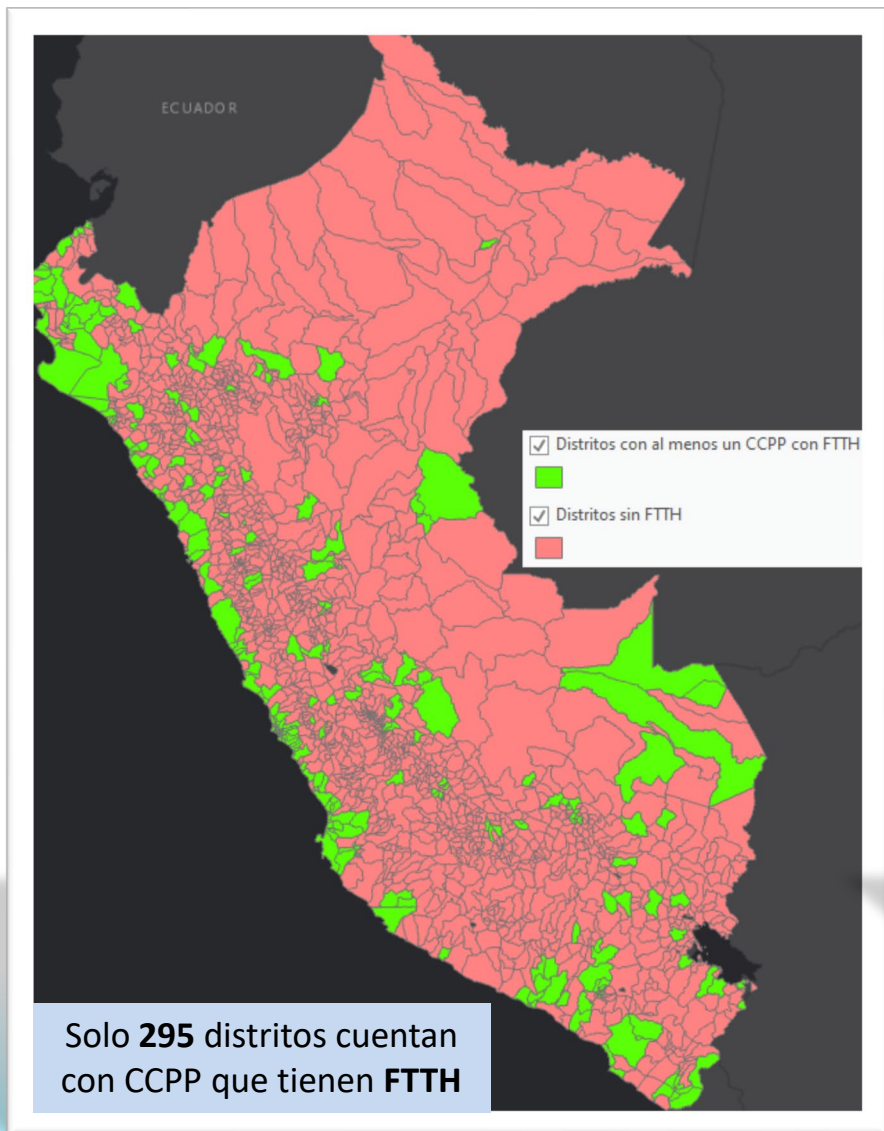 ECUADOR
Distritos con al menos un CCPP con FTTH
Distritos sin FTTH
Solo 295 distritos cuentan
con CCPP que tienen FTTH